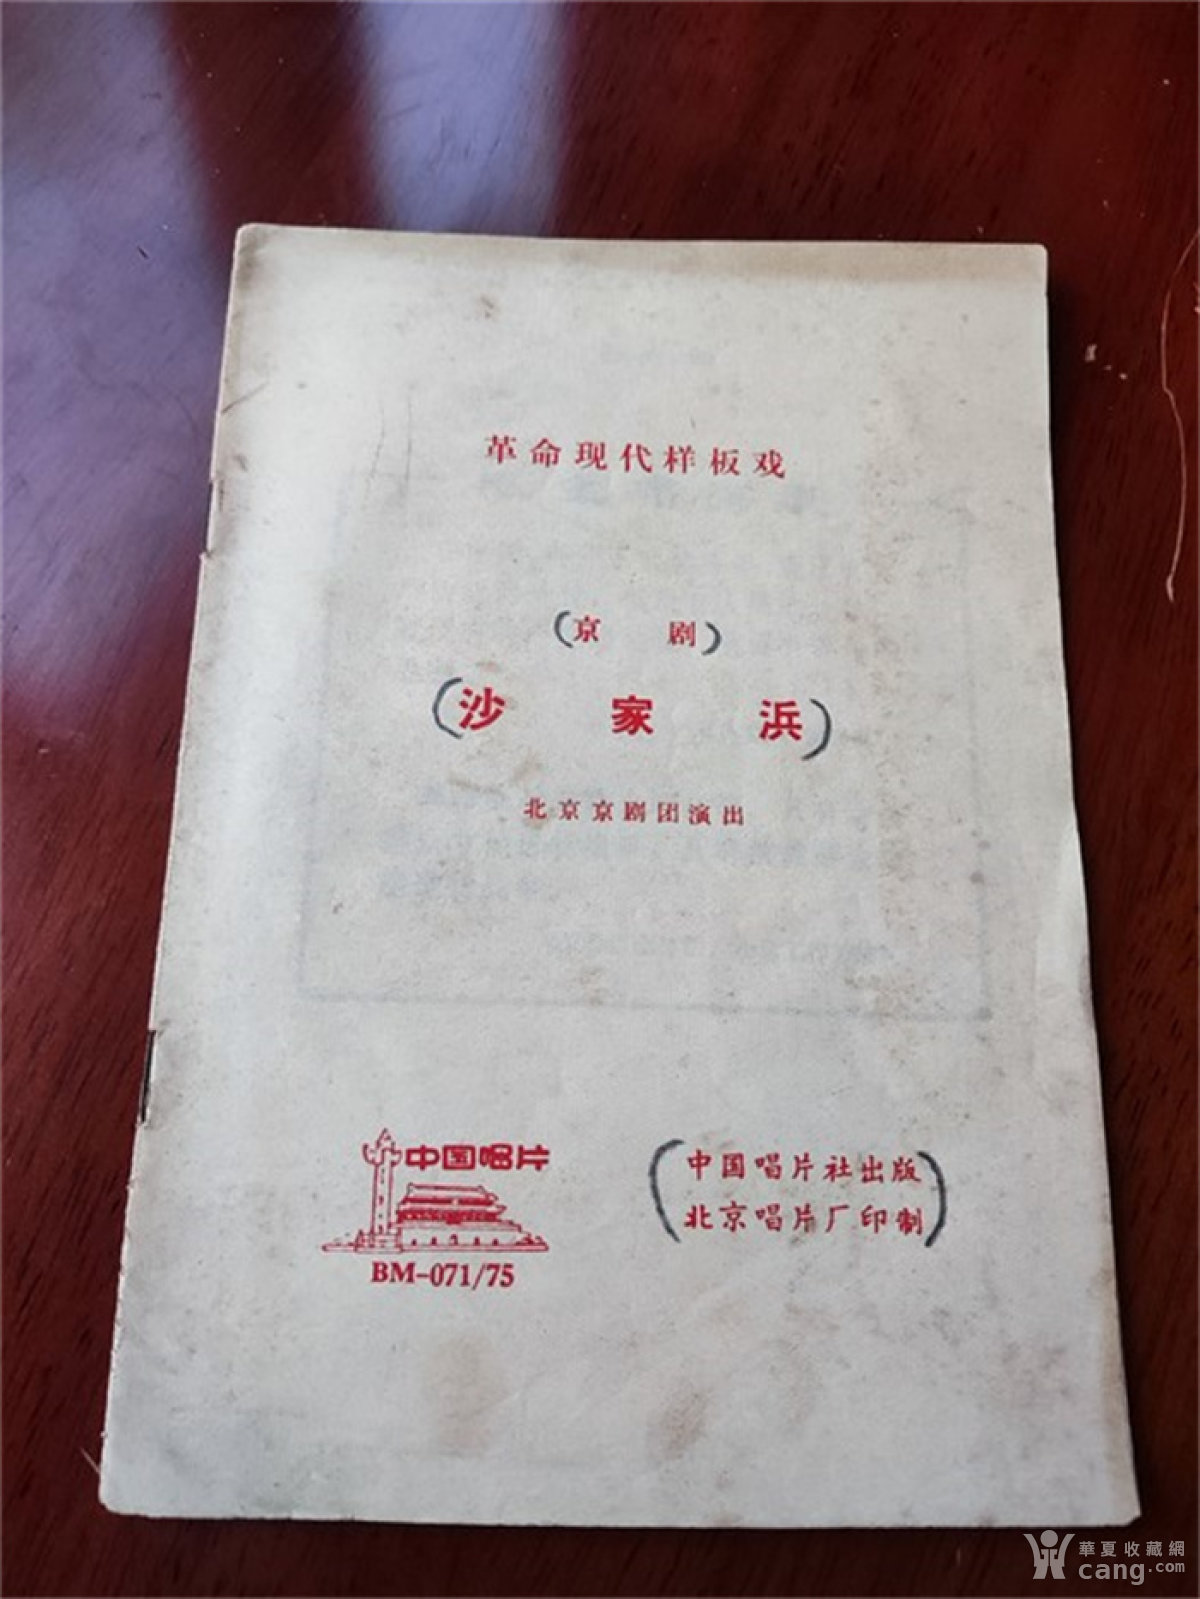 革命现代样板戏
(京 剧)
(沙 家 浜)
北京京剧团演出
中国唱片
BM-071/75
(中国唱片社出版
北京唱片厂印制)
華夏收藏網
cang.com